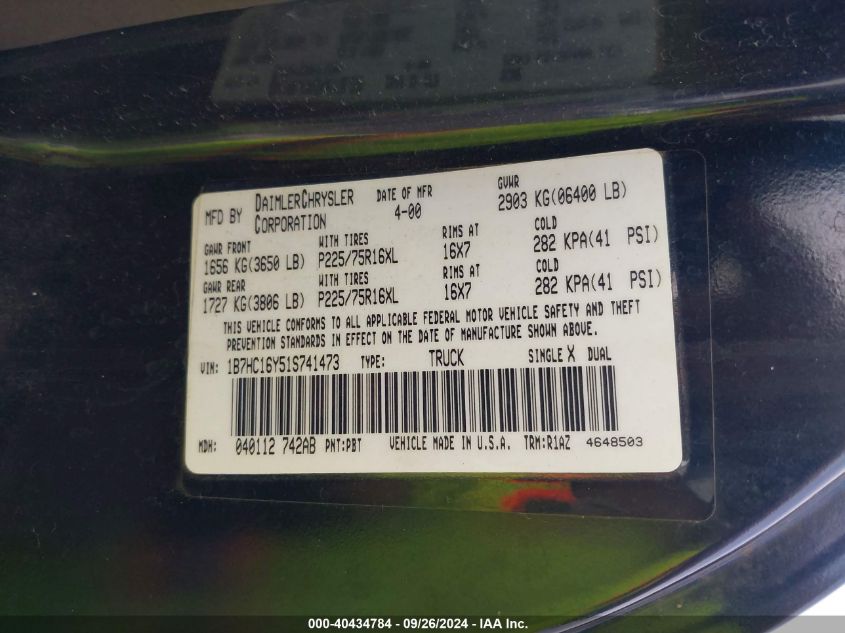 MFD BY DAIMLERCHRYSLER CORPORATION DATE OF MFR 4-00 GVWR 2903 KG(06400 LB)
GAWR FRONT WITH TIRES RIMS AT COLD
1656 KG(3650 LB) P225/75R16XL 16X7 282 KPA(41 PSI)
GAWR REAR WITH TIRES RIMS AT COLD
1727 KG(3806 LB) P225/75R16XL 16X7 282 KPA(41 PSI)
THIS VEHICLE CONFORMS TO ALL APPLICABLE FEDERAL MOTOR VEHICLE SAFETY AND THEFT
PREVENTION STANDARDS IN EFFECT ON THE DATE OF MANUFACTURE SHOWN ABOVE.
VIN: 1B7HC16Y51S741473 TYPE: TRUCK SINGLE X DUAL
MDH: 040112 742AB PNT:PBT VEHICLE MADE IN U.S.A. TRM:R1AZ 4648503
000-40434784 - 09/26/2024 - IAA Inc.